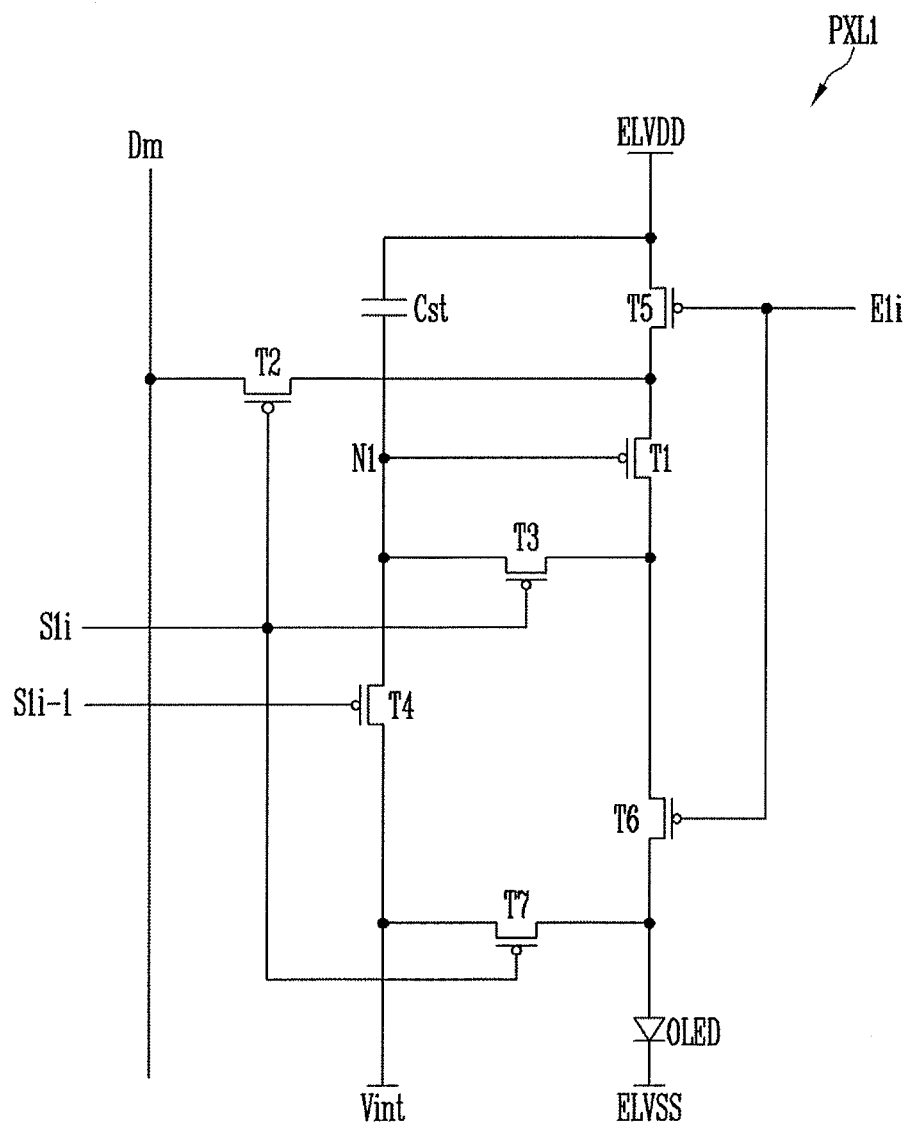 PXL1
Dm
ELVDD
Cst
T5
E1i
T2
N1
T1
T3
S1i
S1i-1
T4
T6
T7
OLED
Vint
ELVSS